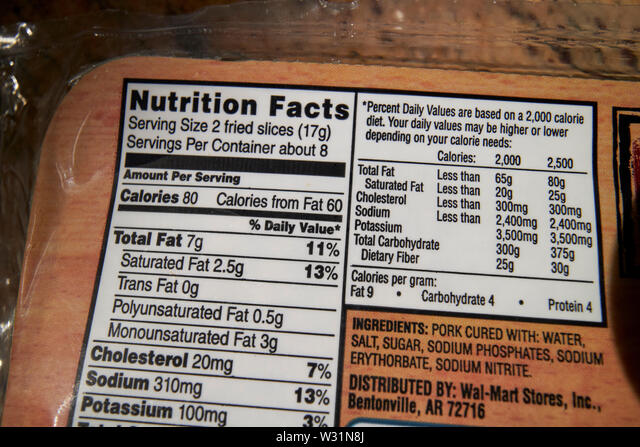 Nutrition Facts
Serving Size 2 fried slices (17g)
Servings Per Container about 8
Amount Per Serving
Calories 80 Calories from Fat 60
% Daily Value*
Total Fat 7g 11%
Saturated Fat 2.5g 13%
Trans Fat 0g
Polyunsaturated Fat 0.5g
Monounsaturated Fat 3g
Cholesterol 20mg 7%
Sodium 310mg 13%
Potassium 100mg 3%
*Percent Daily Values are based on a 2,000 calorie
diet. Your daily values may be higher or lower
depending on your calorie needs:
Calories: 2,000 2,500
Total Fat Less than 65g 80g
Saturated Fat Less than 20g 25g
Cholesterol Less than 300mg 300mg
Sodium Less than 2,400mg 2,400mg
Potassium 3,500mg 3,500mg
Total Carbohydrate 300g 375g
Dietary Fiber 25g 30g
Calories per gram:
Fat 9 • Carbohydrate 4 • Protein 4
INGREDIENTS: PORK CURED WITH: WATER,
SALT, SUGAR, SODIUM PHOSPHATES, SODIUM
ERYTHORBATE, SODIUM NITRITE.
DISTRIBUTED BY: Wal-Mart Stores, Inc.,
Bentonville, AR 72716
alamy stock photo
W31N8J